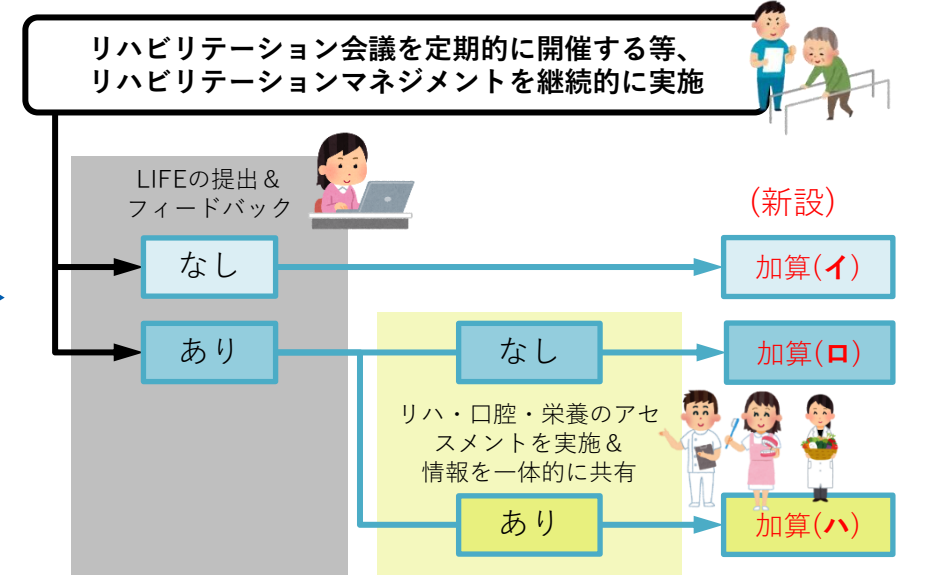 リハビリテーション会議を定期的に開催する等、
リハビリテーションマネジメントを継続的に実施
LIFEの提出＆
フィードバック
(新設)
なし
加算(イ)
あり
なし
加算(ロ)
リハ・口腔・栄養のアセ
スメントを実施＆
情報を一体的に共有
あり
加算(ハ)